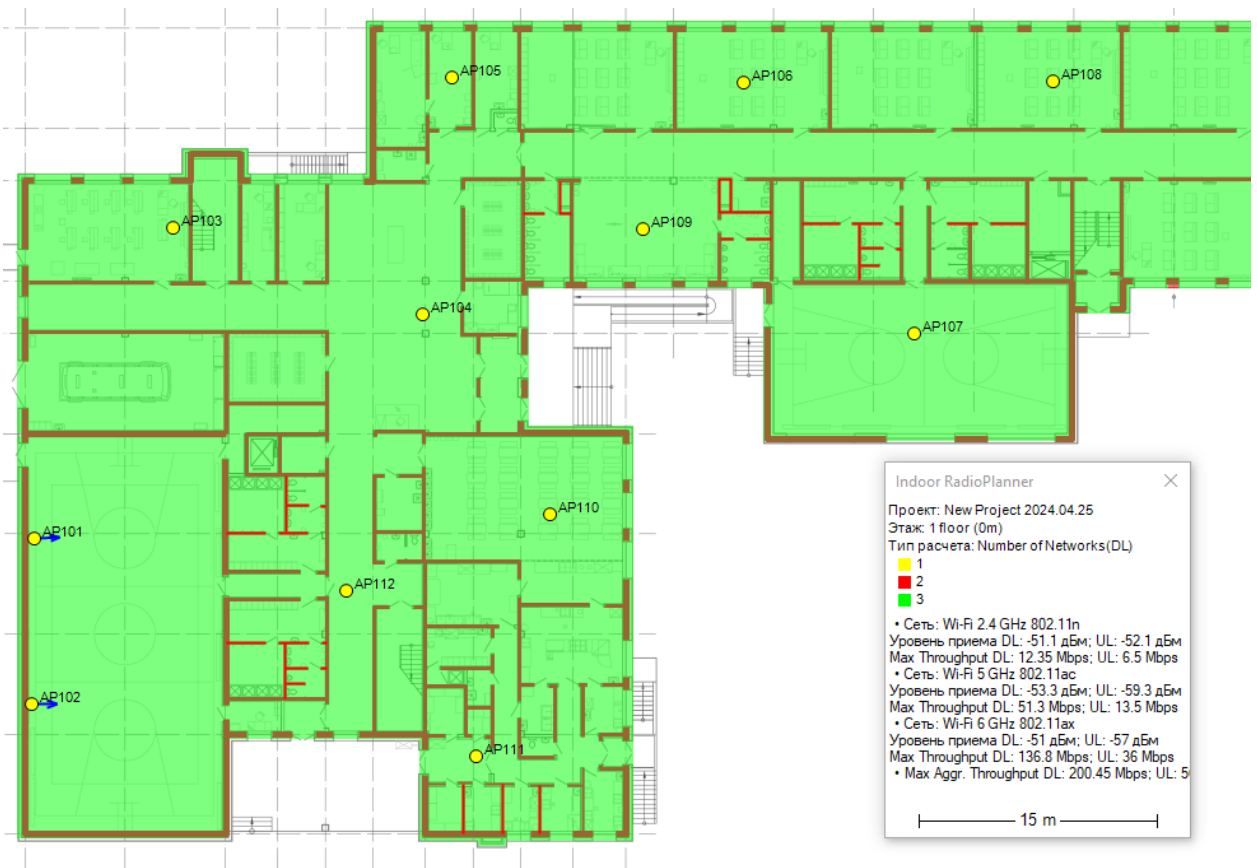 AP105
AP106
AP108
AP103
AP109
AP104
AP107
AP110
AP101
AP112
AP102
AP111
Indoor RadioPlanner
Проект: New Project 2024.04.25
Этаж: 1 floor (0m)
Тип расчета: Number of Networks(DL)
1
2
3
• Сеть: Wi-Fi 2.4 GHz 802.11n
Уровень приема DL: -51.1 дБм; UL: -52.1 дБм
Max Throughput DL: 12.35 Mbps; UL: 6.5 Mbps
• Сеть: Wi-Fi 5 GHz 802.11ac
Уровень приема DL: -53.3 дБм; UL: -59.3 дБм
Max Throughput DL: 51.3 Mbps; UL: 13.5 Mbps
• Сеть: Wi-Fi 6 GHz 802.11ax
Уровень приема DL: -51 дБм; UL: -57 дБм
Max Throughput DL: 136.8 Mbps; UL: 36 Mbps
• Max Aggr. Throughput DL: 200.45 Mbps; UL:
15 m